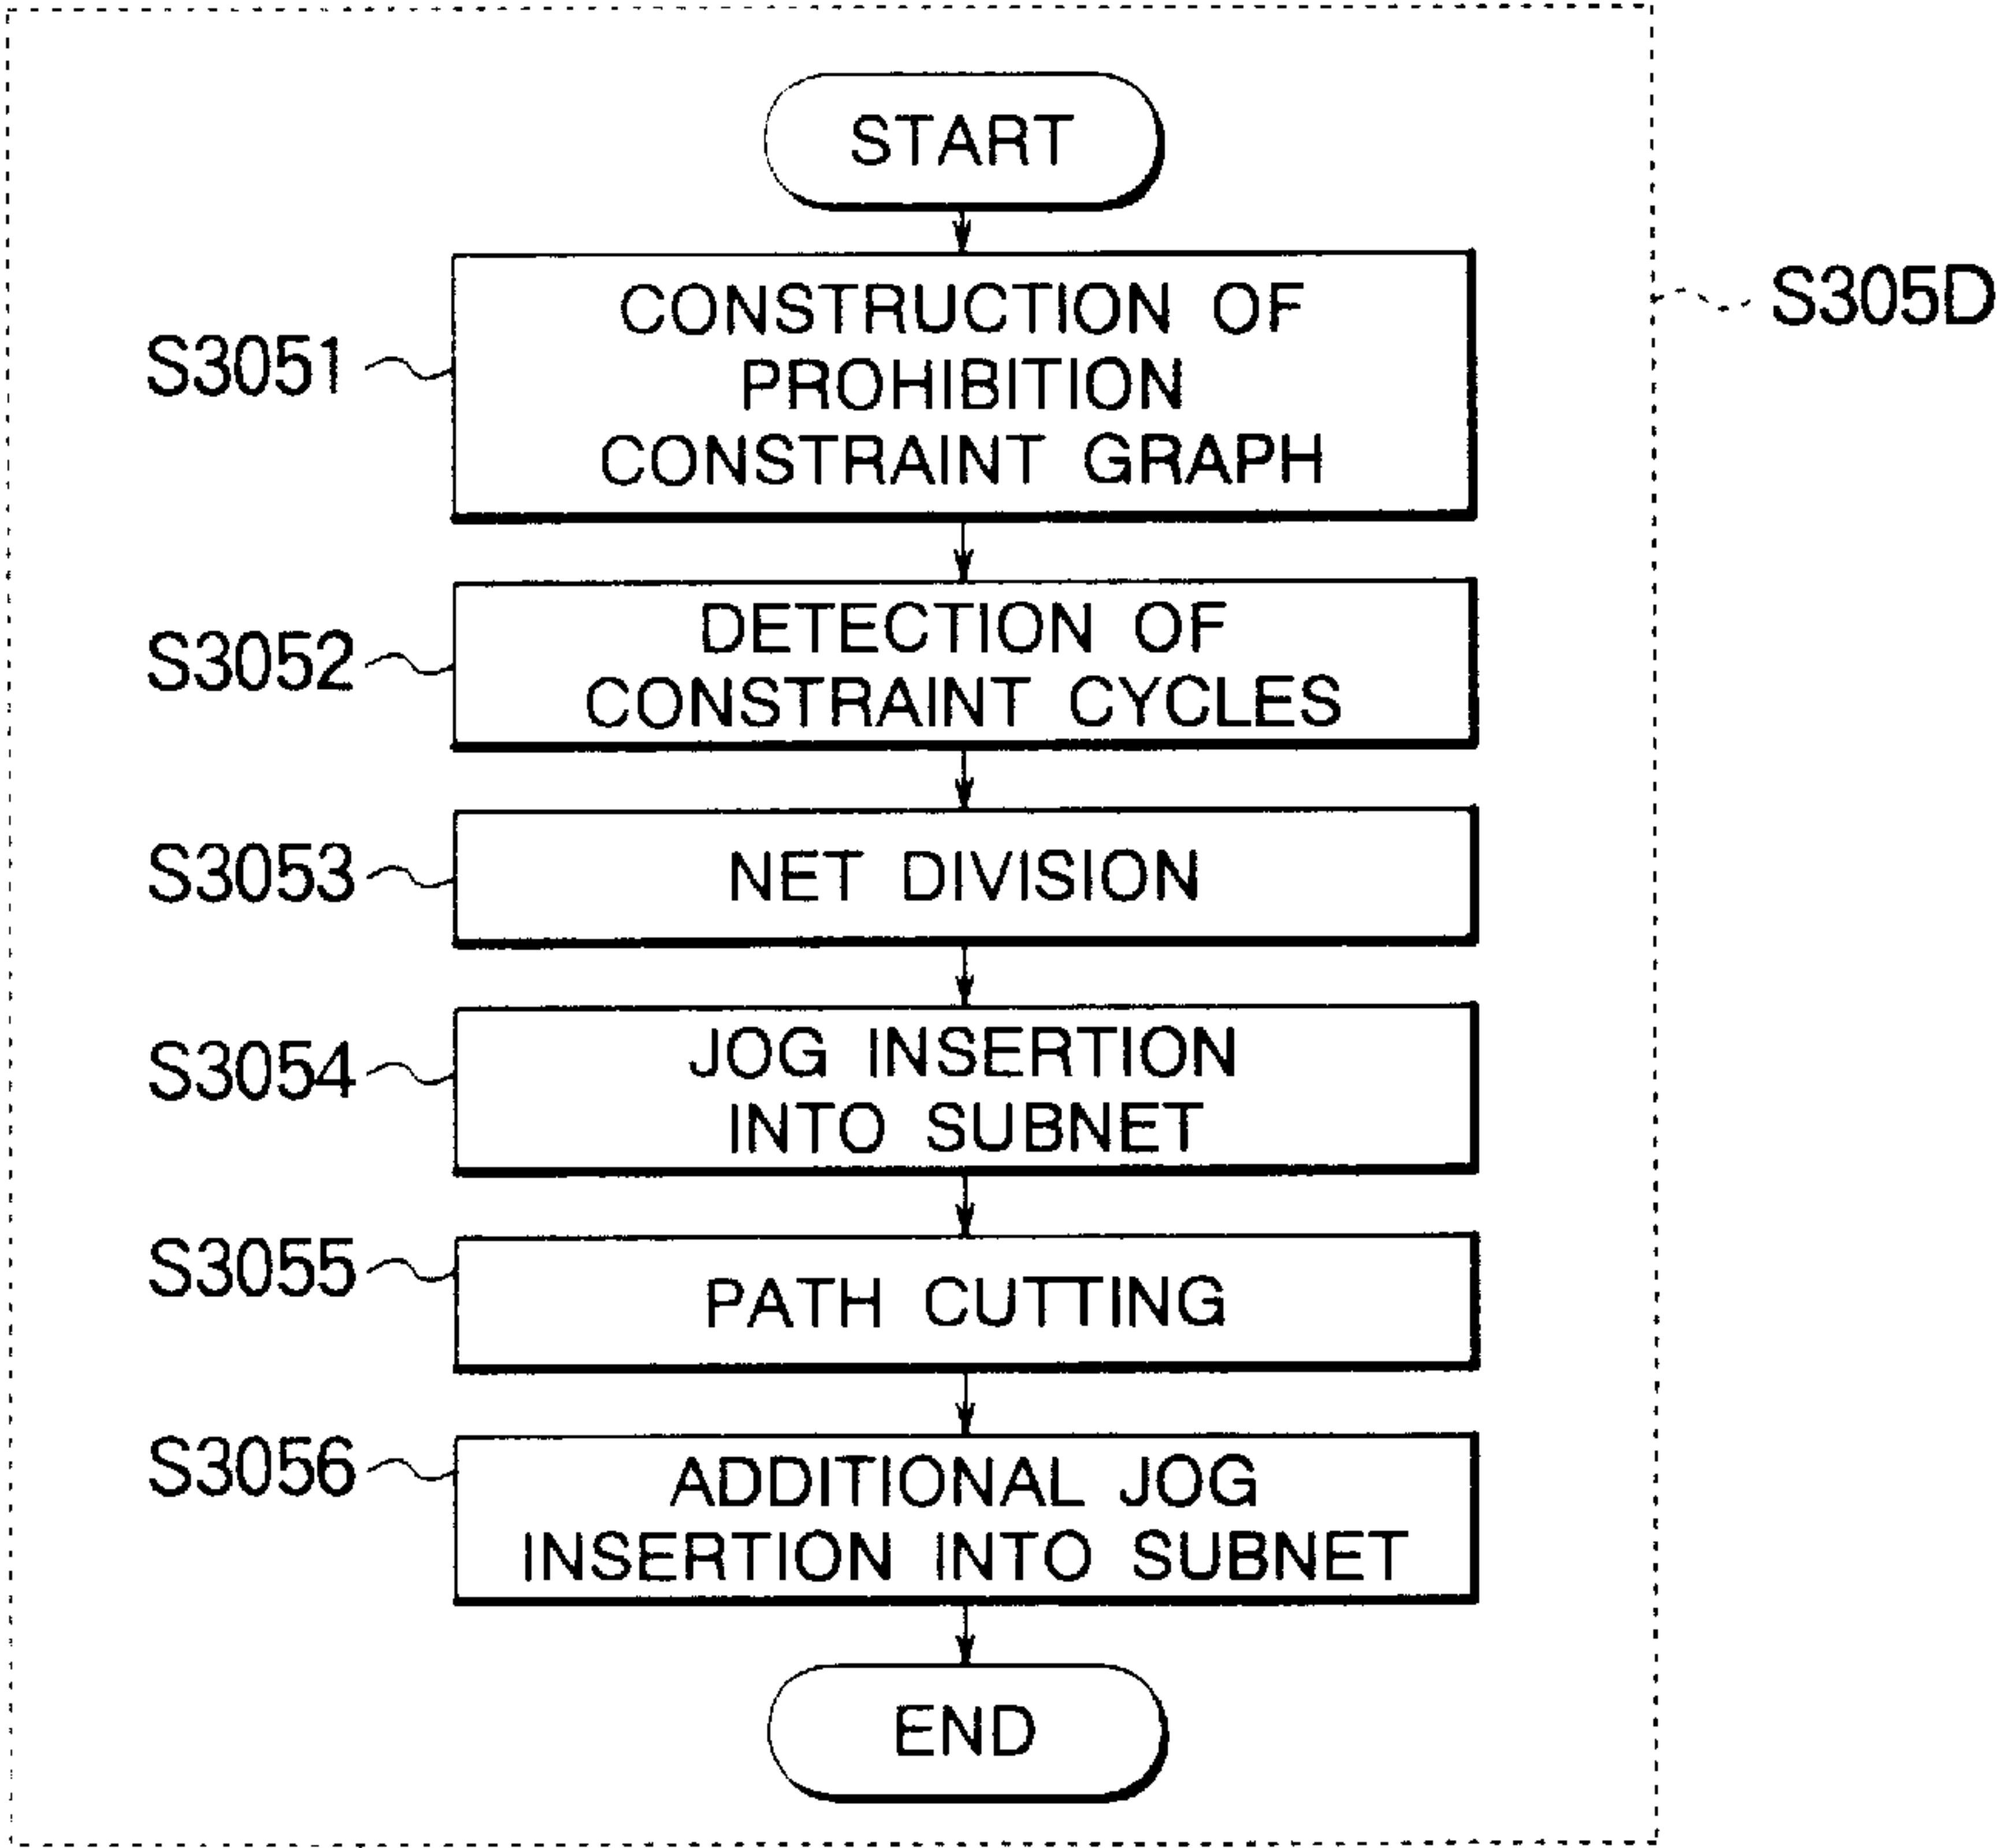 START
S305D
S3051
CONSTRUCTION OF
PROHIBITION
CONSTRAINT GRAPH
S3052
DETECTION OF
CONSTRAINT CYCLES
S3053
NET DIVISION
S3054
JOG INSERTION
INTO SUBNET
S3055
PATH CUTTING
S3056
ADDITIONAL JOG
INSERTION INTO SUBNET
END